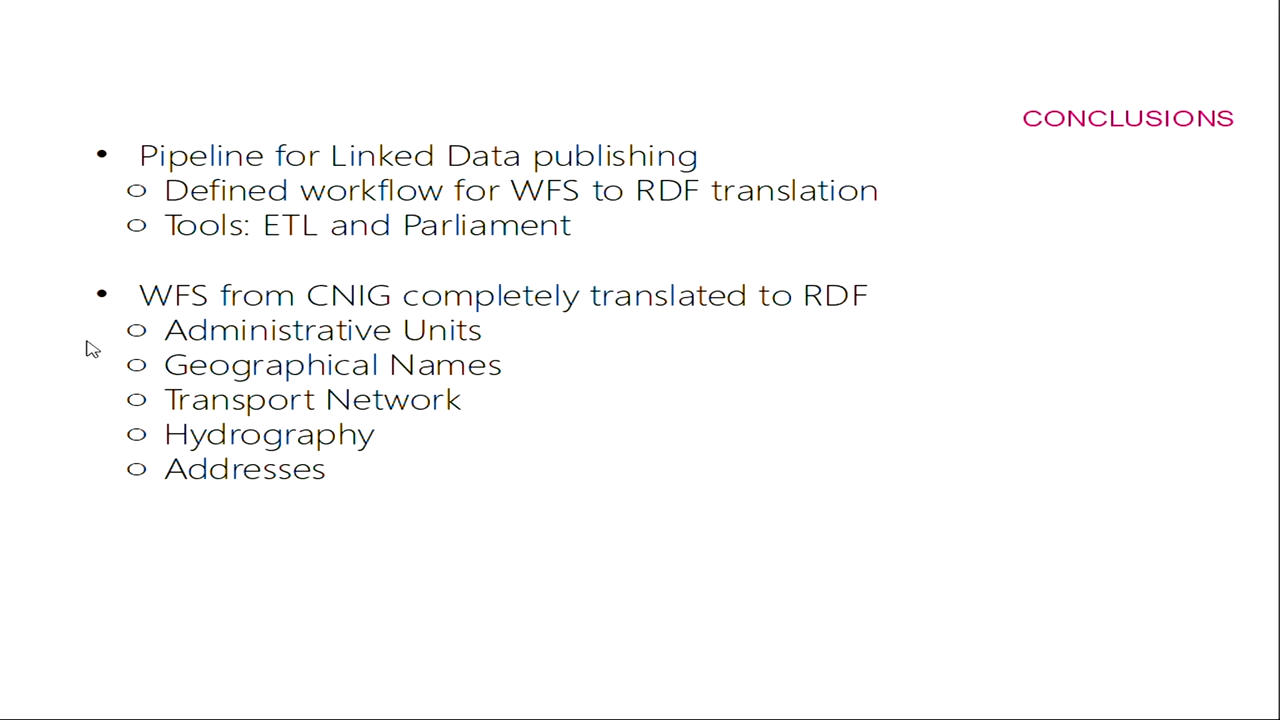 CONCLUSIONS
• Pipeline for Linked Data publishing
o Defined workflow for WFS to RDF translation
o Tools: ETL and Parliament
• WFS from CNIG completely translated to RDF
o Administrative Units
o Geographical Names
o Transport Network
o Hydrography
o Addresses